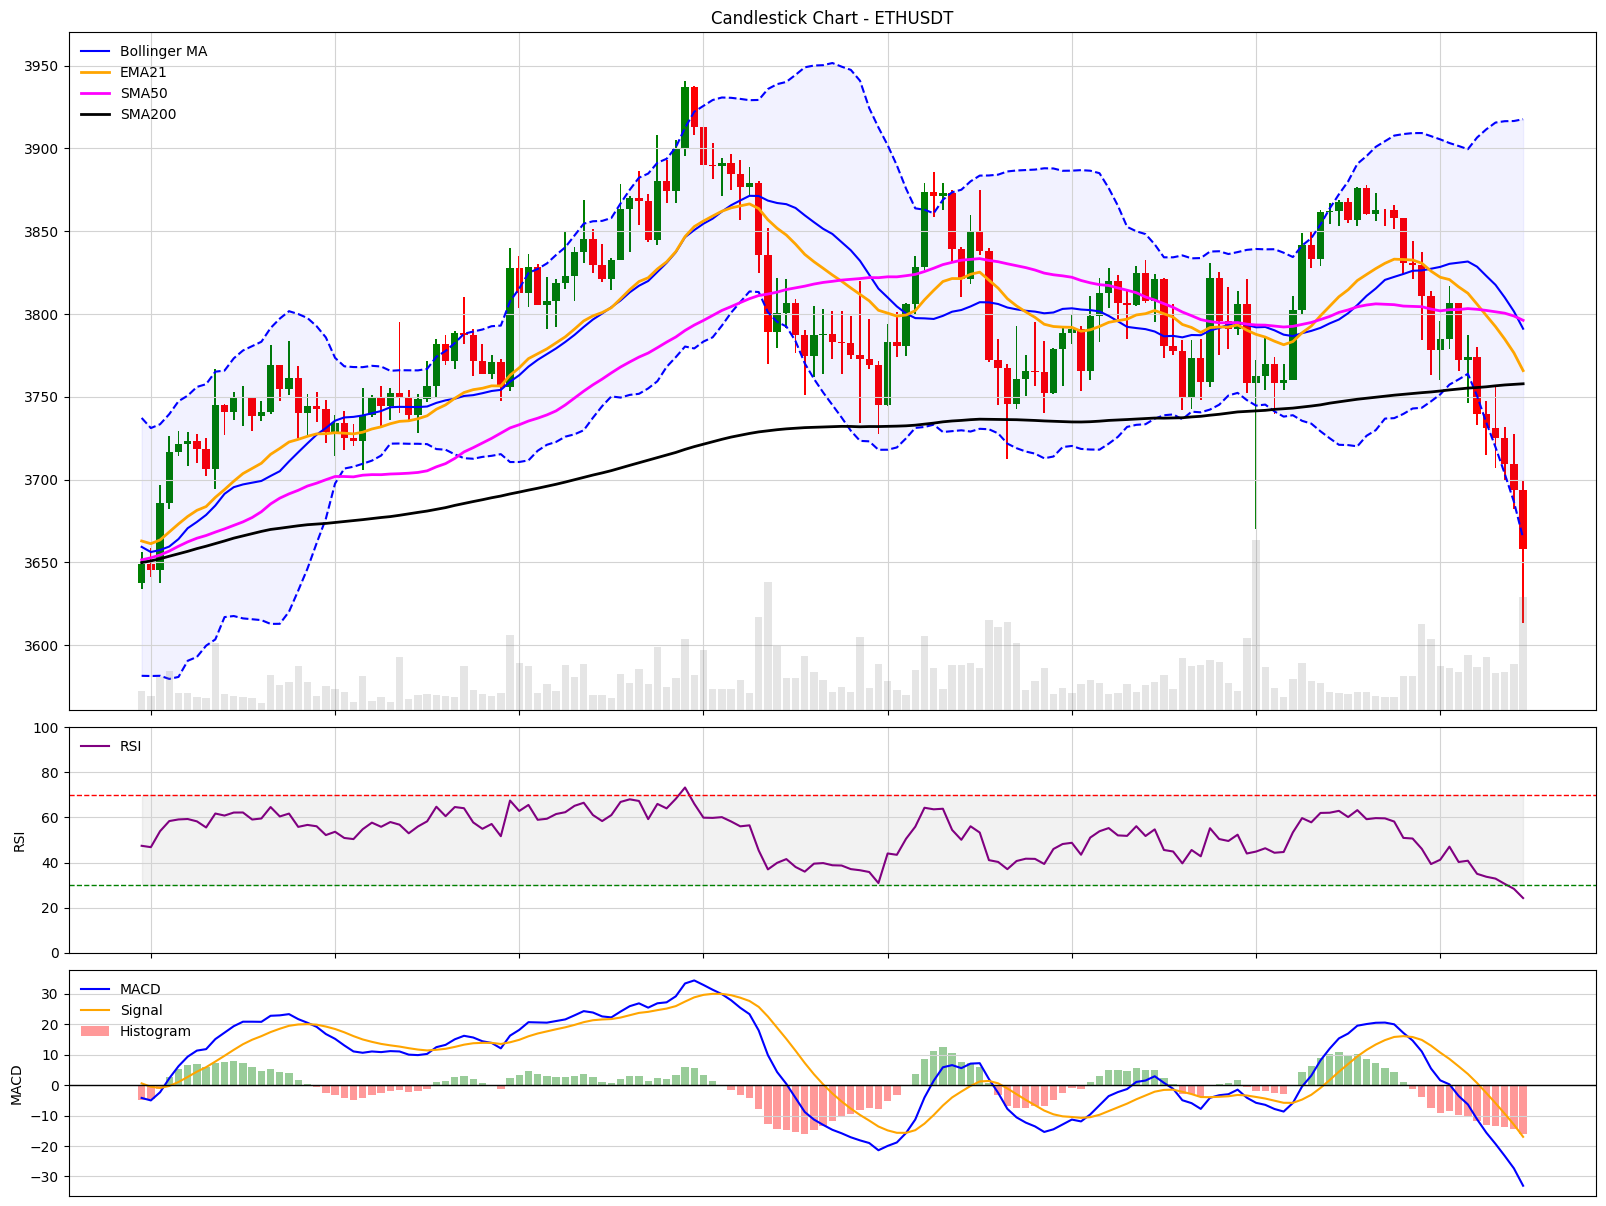 Candlestick Chart - ETHUSDT
Bollinger MA
EMA21
SMA50
SMA200
3950
3900
3850
3800
3750
3700
3650
3600
RSI
RSI
100
80
60
40
20
0
MACD
Signal
Histogram
MACD
30
20
10
0
−10
−20
−30